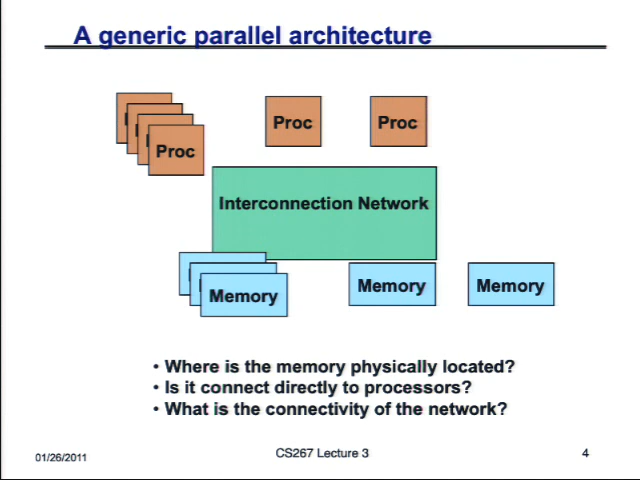 A generic parallel architecture
Proc
Proc
Proc
Interconnection Network
Memory
Memory
Memory
• Where is the memory physically located?
• Is it connect directly to processors?
• What is the connectivity of the network?
01/26/2011
CS267 Lecture 3
4